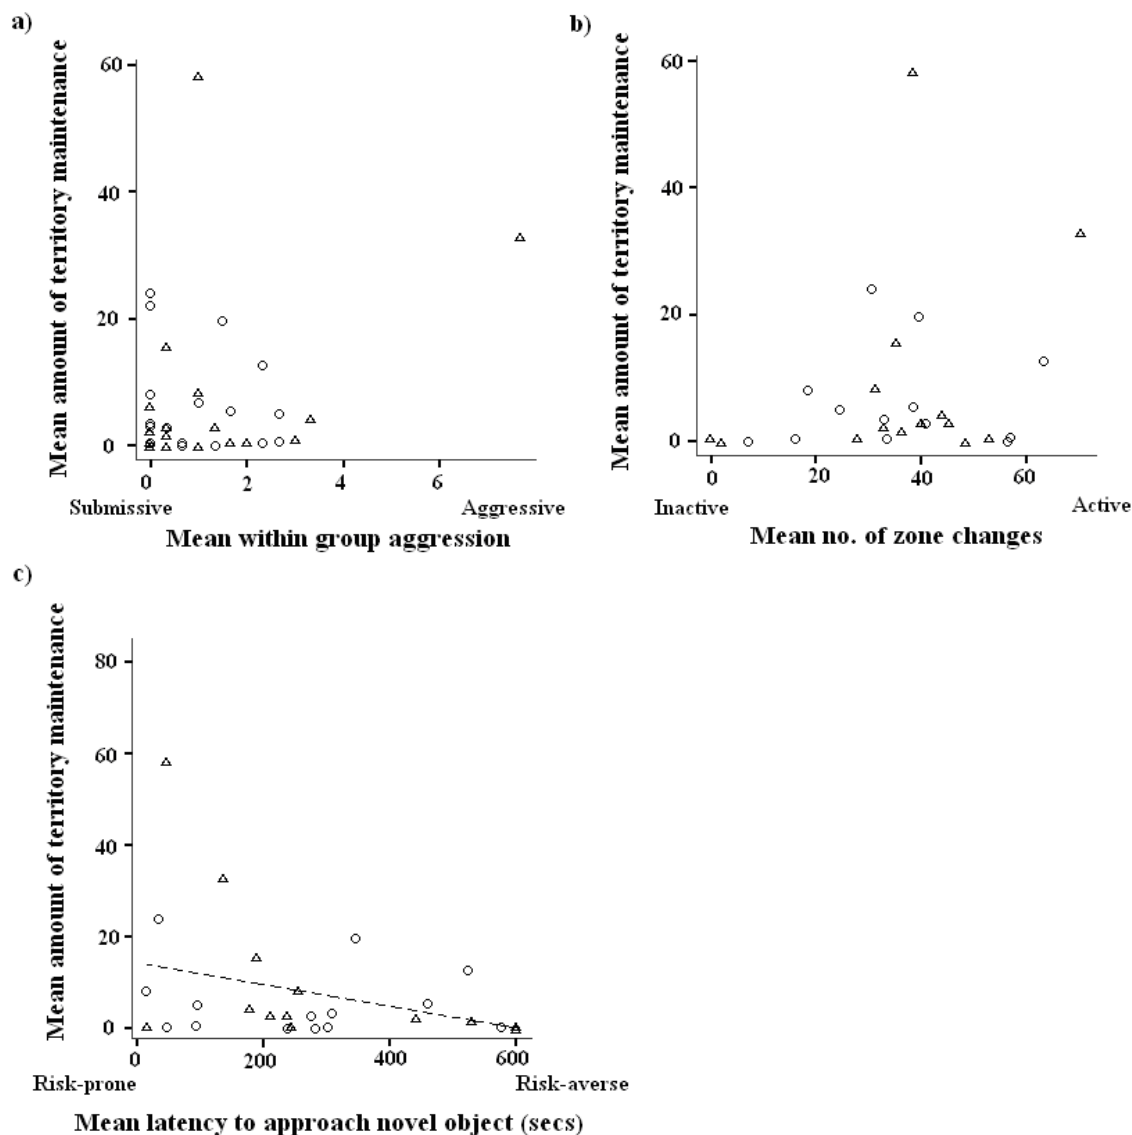 a)
Mean amount of territory maintenance
60
40
20
0
0 2 4 6
Submissive Aggressive
Mean within group aggression
b)
Mean amount of territory maintenance
60
40
20
0
0 20 40 60
Inactive Active
Mean no. of zone changes
c)
Mean amount of territory maintenance
80
60
40
20
0
0 200 400 600
Risk-prone Risk-averse
Mean latency to approach novel object (secs)